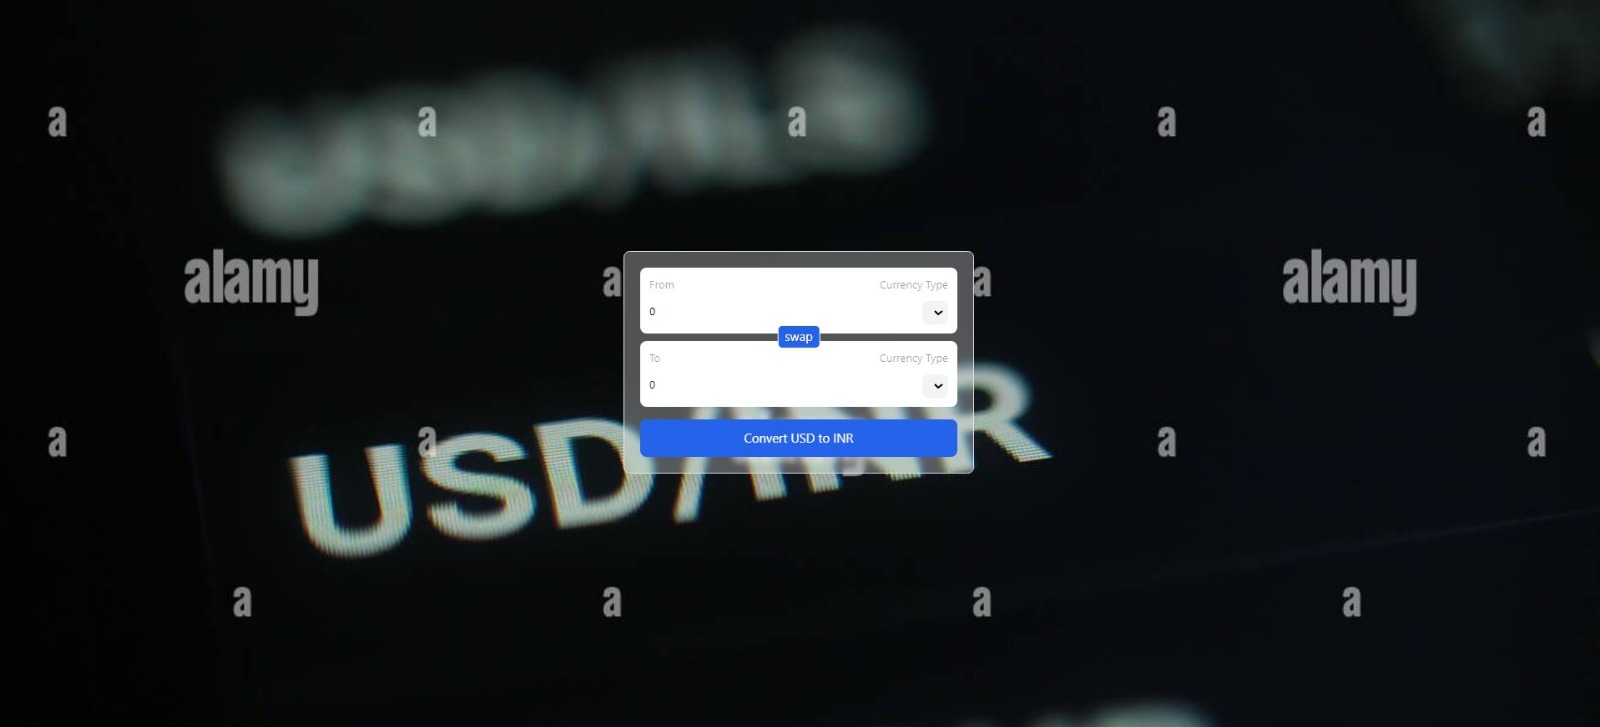 a a a a a
alamy a a alamy
From Currency Type
0
swap
To Currency Type
0
Convert USD to INR
a a a a
USD/INR
a a a a